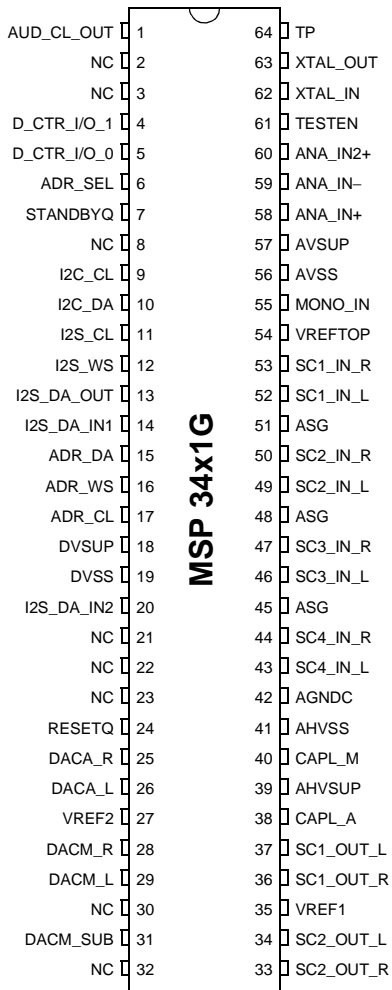 AUD_CL_OUT 1 64 TP
NC 2 63 XTAL_OUT
NC 3 62 XTAL_IN
D_CTR_I/O_1 4 61 TESTEN
D_CTR_I/O_0 5 60 ANA_IN2+
ADR_SEL 6 59 ANA_IN−
STANDBYQ 7 58 ANA_IN+
NC 8 57 AVSUP
I2C_CL 9 56 AVSS
I2C_DA 10 55 MONO_IN
I2S_CL 11 54 VREFTOP
I2S_WS 12 53 SC1_IN_R
I2S_DA_OUT 13 52 SC1_IN_L
I2S_DA_IN1 14 51 ASG
ADR_DA 15 50 SC2_IN_R
ADR_WS 16 49 SC2_IN_L
ADR_CL 17 48 ASG
DVSUP 18 47 SC3_IN_R
DVSS 19 46 SC3_IN_L
I2S_DA_IN2 20 45 ASG
NC 21 44 SC4_IN_R
NC 22 43 SC4_IN_L
NC 23 42 AGNDC
RESETQ 24 41 AHVSS
DACA_R 25 40 CAPL_M
DACA_L 26 39 AHVSUP
VREF2 27 38 CAPL_A
DACM_R 28 37 SC1_OUT_L
DACM_L 29 36 SC1_OUT_R
NC 30 35 VREF1
DACM_SUB 31 34 SC2_OUT_L
NC 32 33 SC2_OUT_R
MSP 34x1G